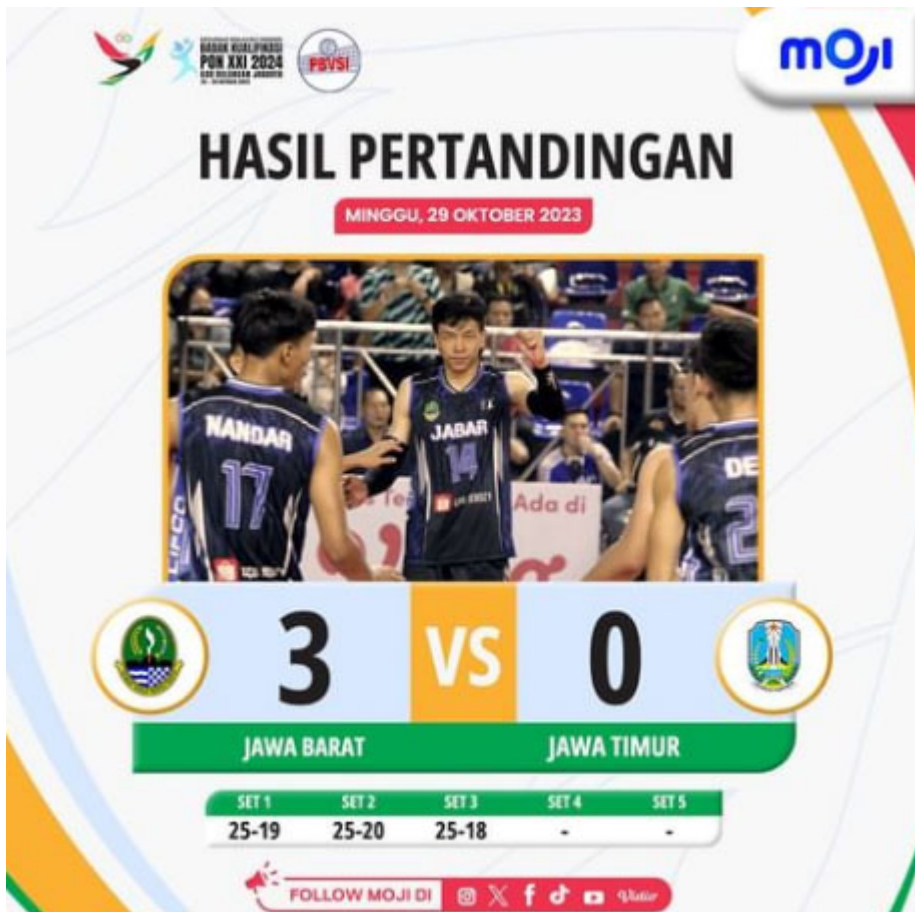 BABAK KUALIFIKASI
PON XXI 2024
PBVSI
moji
HASIL PERTANDINGAN
MINGGU, 29 OKTOBER 2023
NANDAR
17
JABAR
14
DE
2
Ada di
3 VS 0
JAWA BARAT JAWA TIMUR
SET 1 SET 2 SET 3 SET 4 SET 5
25-19 25-20 25-18 - -
FOLLOW MOJI DI
Vidio